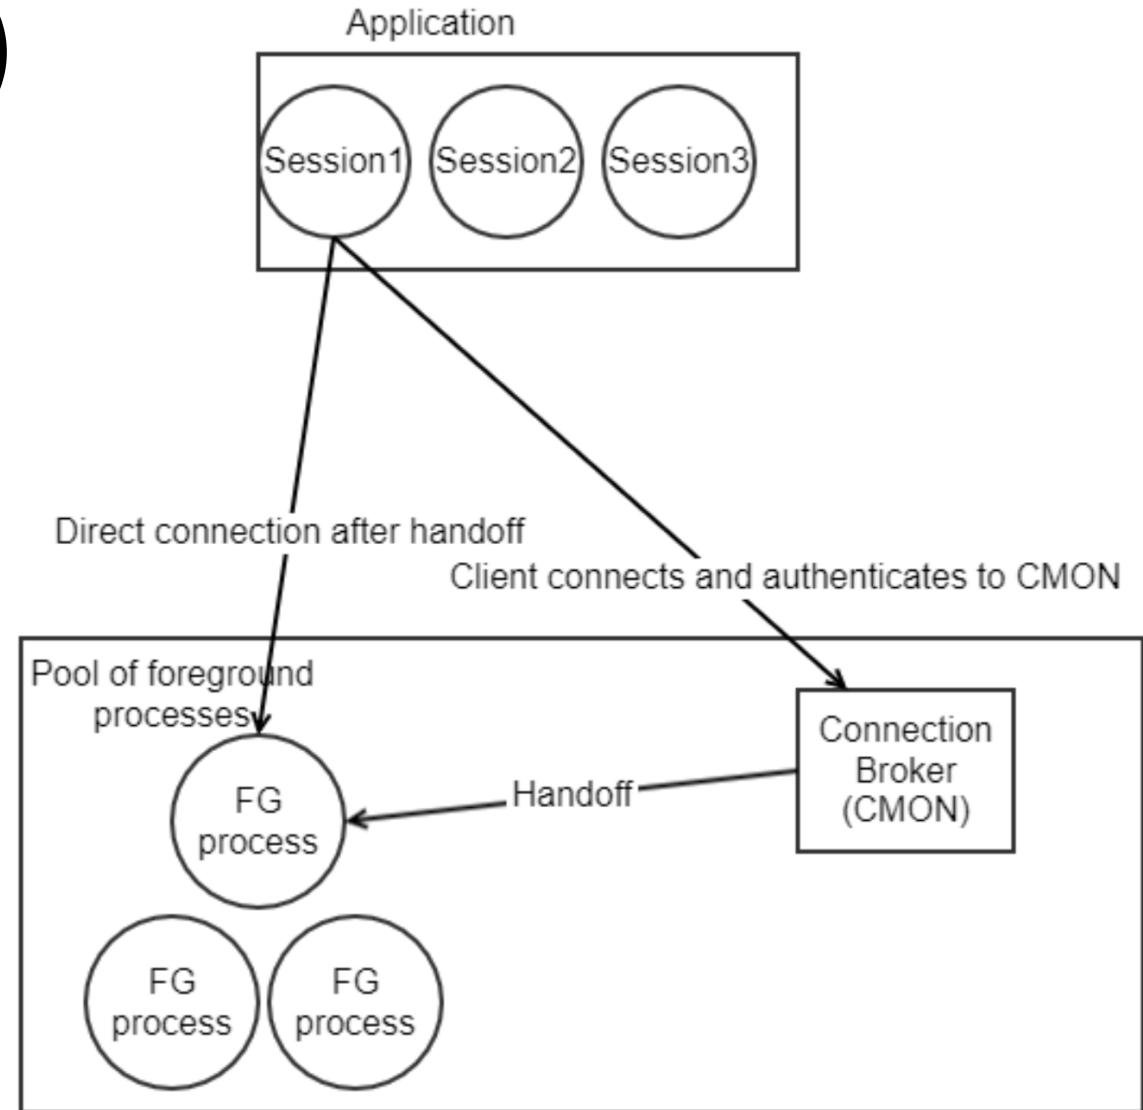 Application
Session1
Session2
Session3
Direct connection after handoff
Client connects and authenticates to CMON
Pool of foreground
processes
Connection
Broker
(CMON)
Handoff
FG
process
FG
process
FG
process